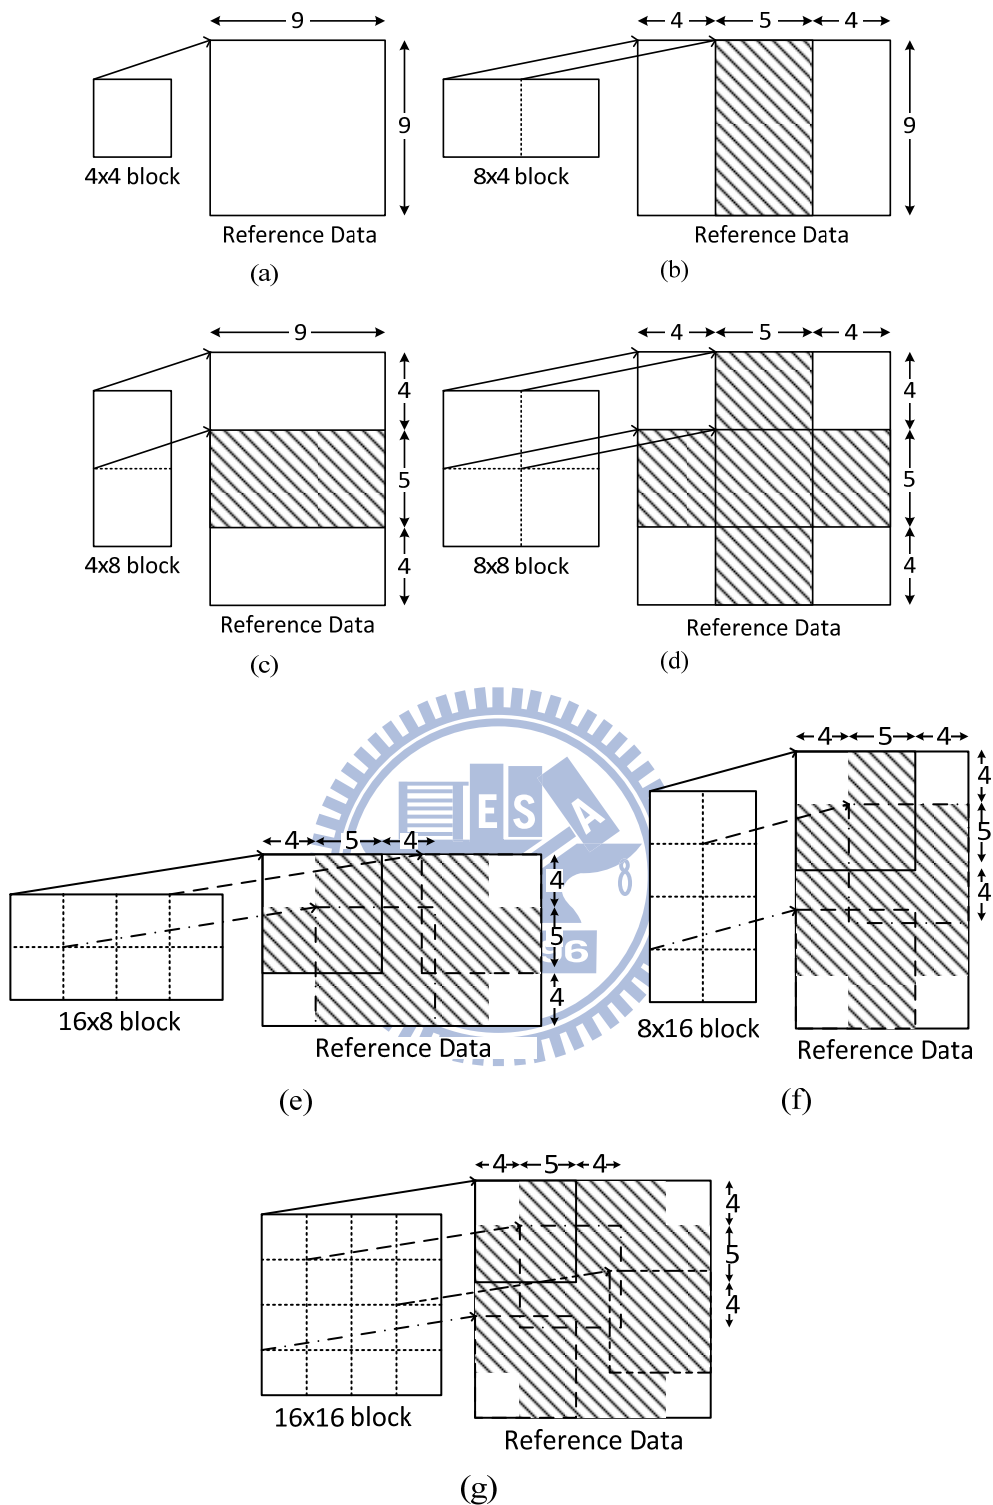 9
4 5 4
9
9
4x4 block
8x4 block
Reference Data
Reference Data
(a)
(b)
9
4 5 4
4
5
4
4
5
4
4x8 block
8x8 block
Reference Data
Reference Data
(c)
(d)
4 5 4
4
5
4
E S A
4 5 4
4
5
4
96
16x8 block
8x16 block
Reference Data
Reference Data
(e)
(f)
4 5 4
4
5
4
16x16 block
Reference Data
(g)